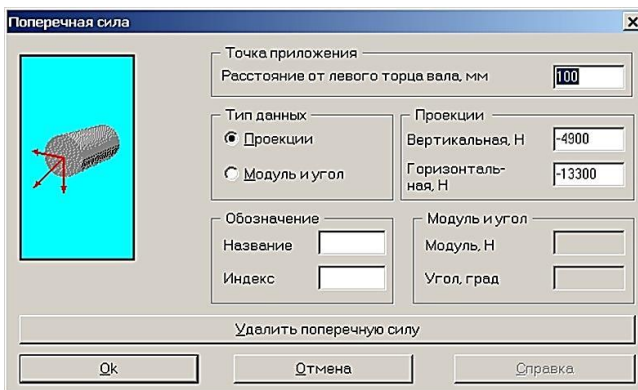 Поперечная сила
Точка приложения
Расстояние от левого торца вала, мм 100
Тип данных
Проекции
Модуль и угол
Проекции
Вертикальная, Н -4900
Горизонталь-
ная, Н -13300
Обозначение
Название
Индекс
Модуль и угол
Модуль, Н
Угол, град
Удалить поперечную силу
Ok Отмена Справка